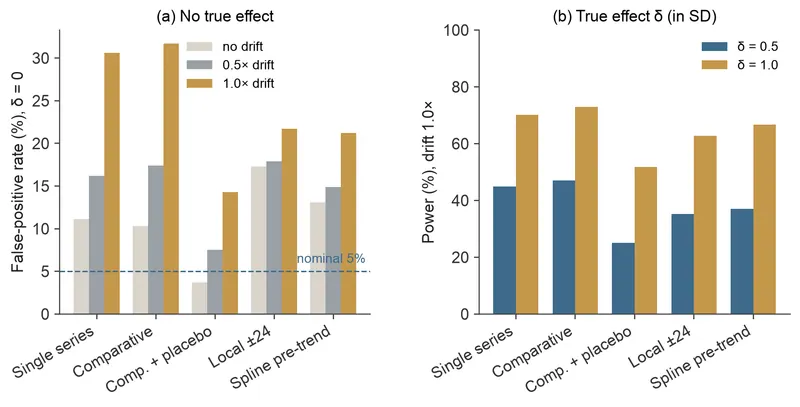 (a) No true effect
False-positive rate (%), δ = 0
30
25
20
15
10
5
0
no drift
0.5× drift
1.0× drift
nominal 5%
Single series
Comparative
Comp. + placebo
Local ±24
Spline pre-trend
(b) True effect δ (in SD)
Power (%), drift 1.0×
100
80
60
40
20
0
δ = 0.5
δ = 1.0
Single series
Comparative
Comp. + placebo
Local ±24
Spline pre-trend